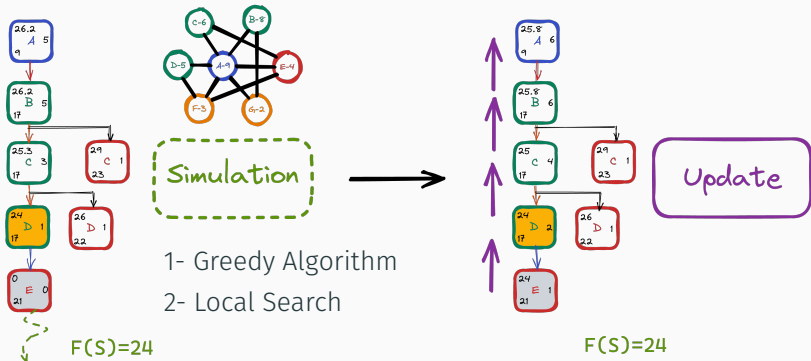 26.2
A 5
9
26.2
B 5
17
25.3
C 3
17
29
C 1
23
24
D 1
17
26
D 1
22
0
E 0
21
F(S)=24
C-6
B-8
D-5
A-9
E-4
F-3
G-2
Simulation
1- Greedy Algorithm
2- Local Search
25.8
A 6
9
25.8
B 6
17
25
C 4
17
29
C 1
23
24
D 2
17
26
D 1
22
24
E 1
21
Update
F(S)=24